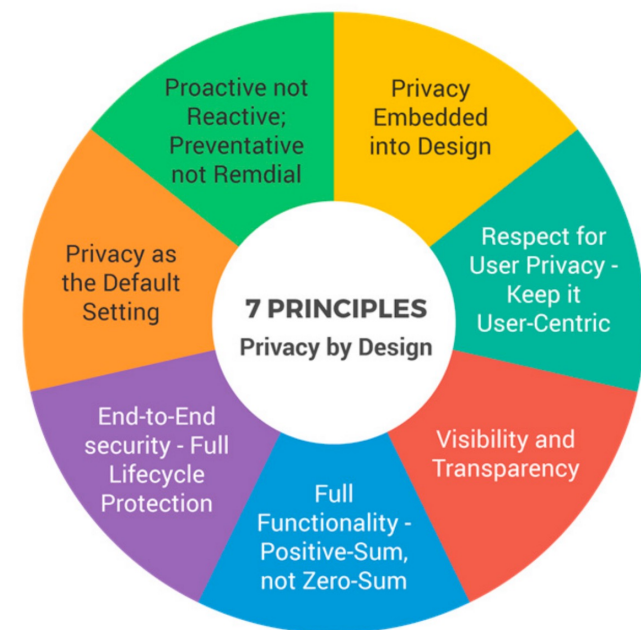 Proactive not
Reactive;
Preventative
not Remdial
Privacy
Embedded
into Design
Respect for
User Privacy -
Keep it
User-Centric
Visibility and
Transparency
Full
Functionality -
Positive-Sum,
not Zero-Sum
End-to-End
security - Full
Lifecycle
Protection
Privacy as
the Default
Setting
7 PRINCIPLES
Privacy by Design